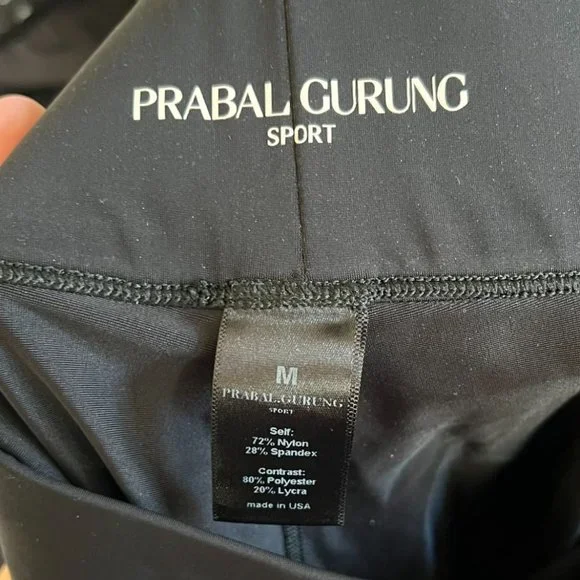 PRABAL GURUNG
SPORT
M
PRABAL.GURUNG
SPORT
Self:
72% Nylon
28% Spandex
Contrast:
80% Polyester
20% Lycra
made in USA